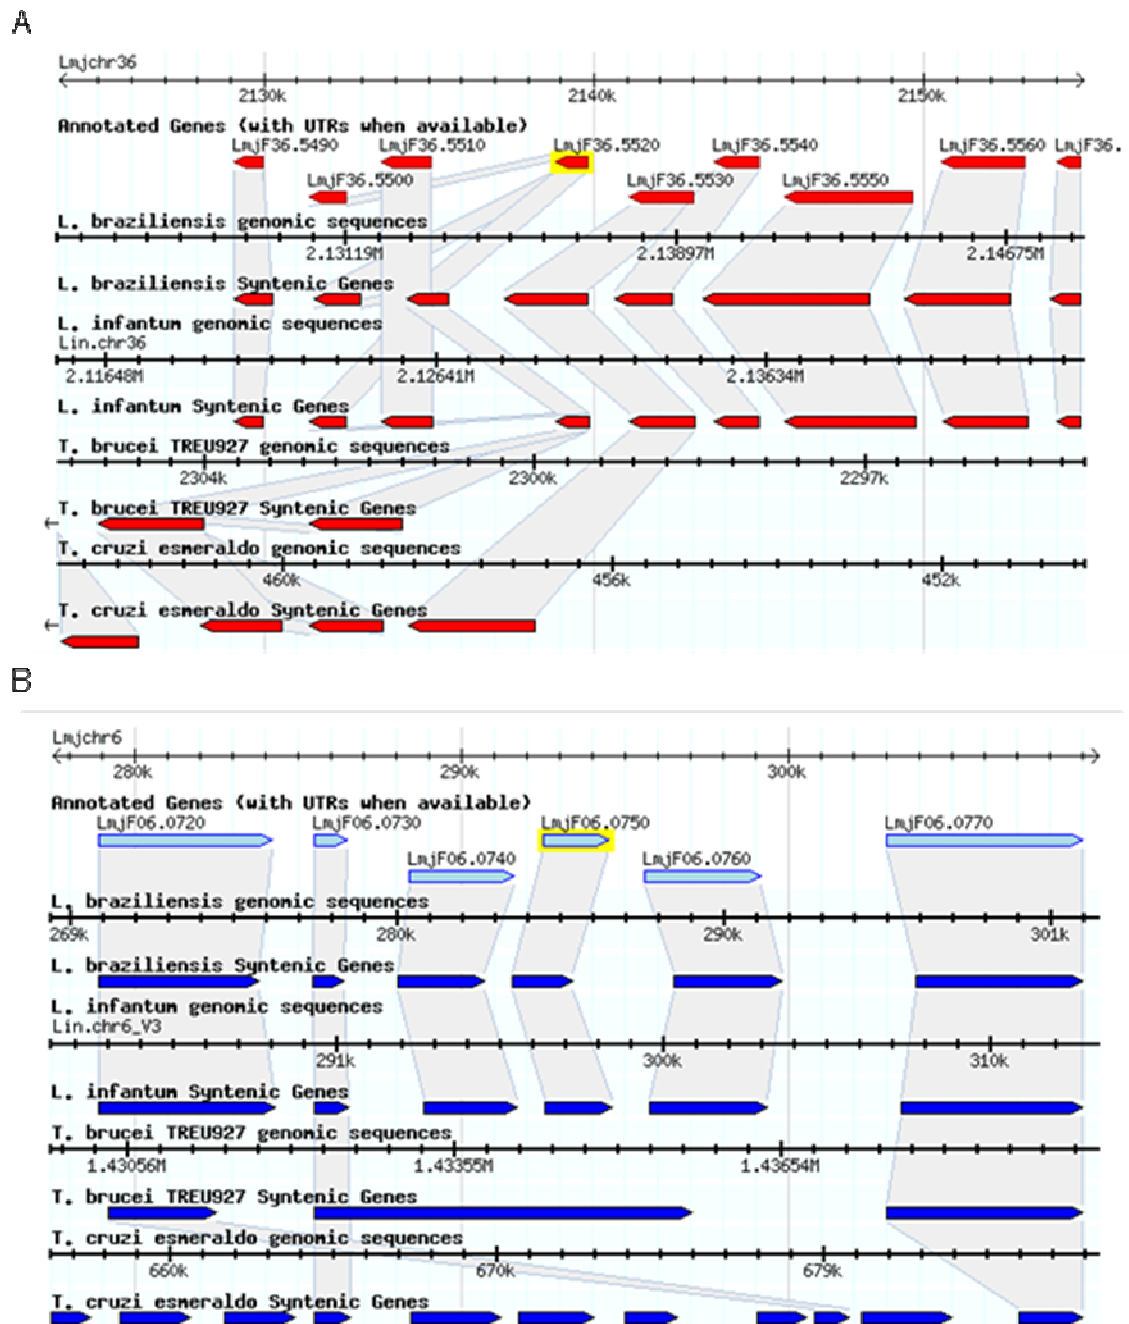 A
Lmjchr36
2130k 2140k 2150k
Annotated Genes (with UTRs when available)
LmjF36.5490 LmjF36.5510 LmjF36.5520 LmjF36.5540 LmjF36.5560 LmjF36.
LmjF36.5500 LmjF36.5530 LmjF36.5550
L. braziliensis genomic sequences
2.13119M 2.13897M 2.14675M
L. braziliensis Syntenic Genes
L. infantum genomic sequences
Lin.chr36
2.11648M 2.12641M 2.13634M
L. infantum Syntenic Genes
T. brucei TREU927 genomic sequences
2304k 2300k 2297k
T. brucei TREU927 Syntenic Genes
T. cruzi esmeraldo genomic sequences
460k 456k 452k
T. cruzi esmeraldo Syntenic Genes
B
Lmjchr6
280k 290k 300k
Annotated Genes (with UTRs when available)
LmjF06.0720 LmjF06.0730 LmjF06.0750 LmjF06.0770
LmjF06.0740 LmjF06.0760
L. braziliensis genomic sequences
269k 280k 290k 301k
L. braziliensis Syntenic Genes
L. infantum genomic sequences
Lin.chr6_V3
291k 300k 310k
L. infantum Syntenic Genes
T. brucei TREU927 genomic sequences
1.43056M 1.43355M 1.43654M
T. brucei TREU927 Syntenic Genes
T. cruzi esmeraldo genomic sequences
660k 670k 679k
T. cruzi esmeraldo Syntenic Genes